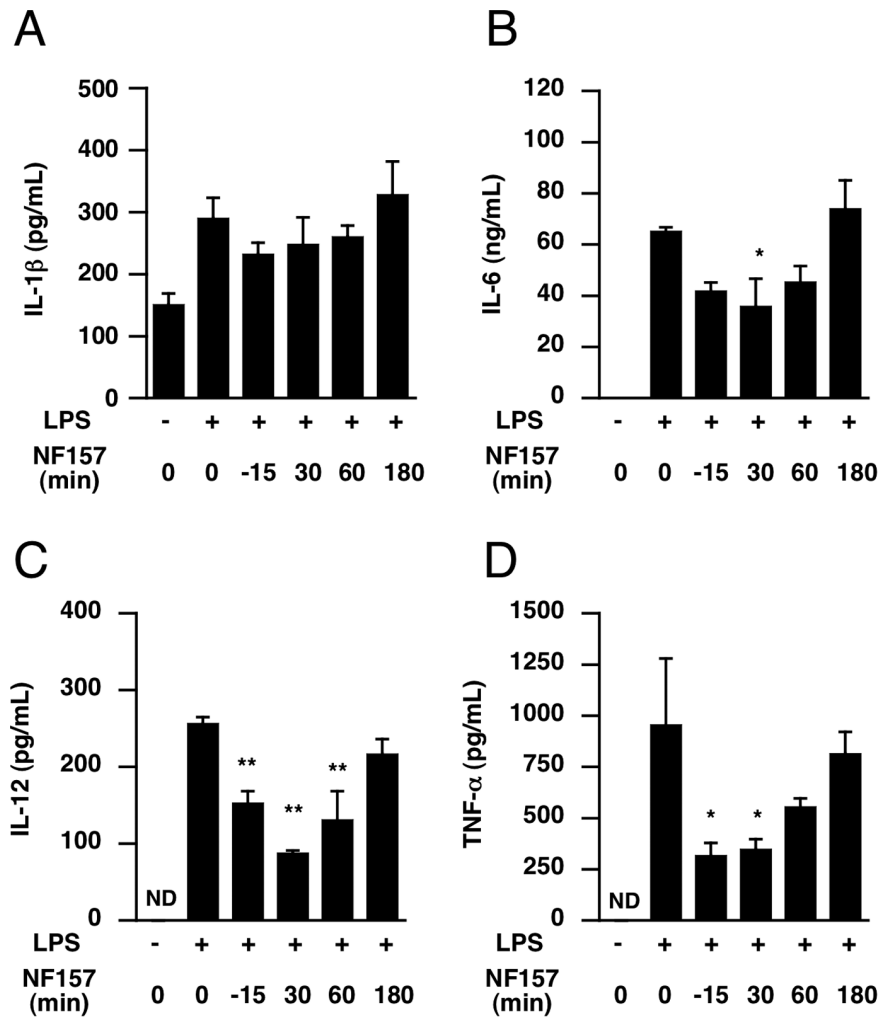 A
IL-1β (pg/mL)
500
400
300
200
100
0
LPS - + + + + +
NF157
(min) 0 0 -15 30 60 180
B
IL-6 (ng/mL)
120
100
80
60
40
20
0
*
LPS - + + + + +
NF157
(min) 0 0 -15 30 60 180
C
IL-12 (pg/mL)
400
300
200
100
0
ND ** ** **
LPS - + + + + +
NF157
(min) 0 0 -15 30 60 180
D
TNF-α (pg/mL)
1500
1250
1000
750
500
250
0
ND * *
LPS - + + + + +
NF157
(min) 0 0 -15 30 60 180